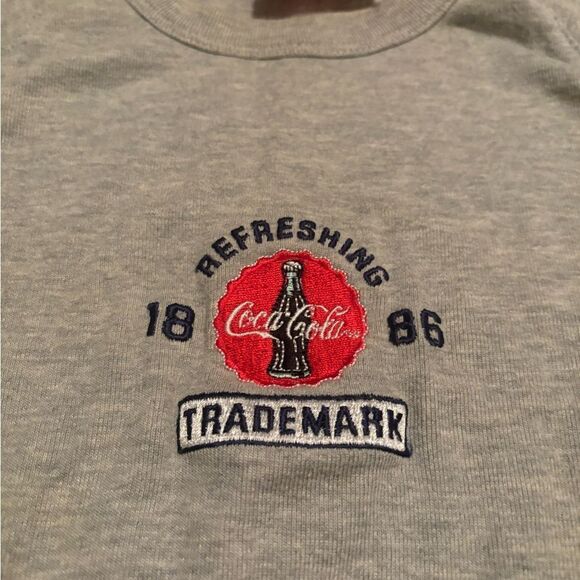 REFRESHING
18 86
Coca-Cola
TRADEMARK